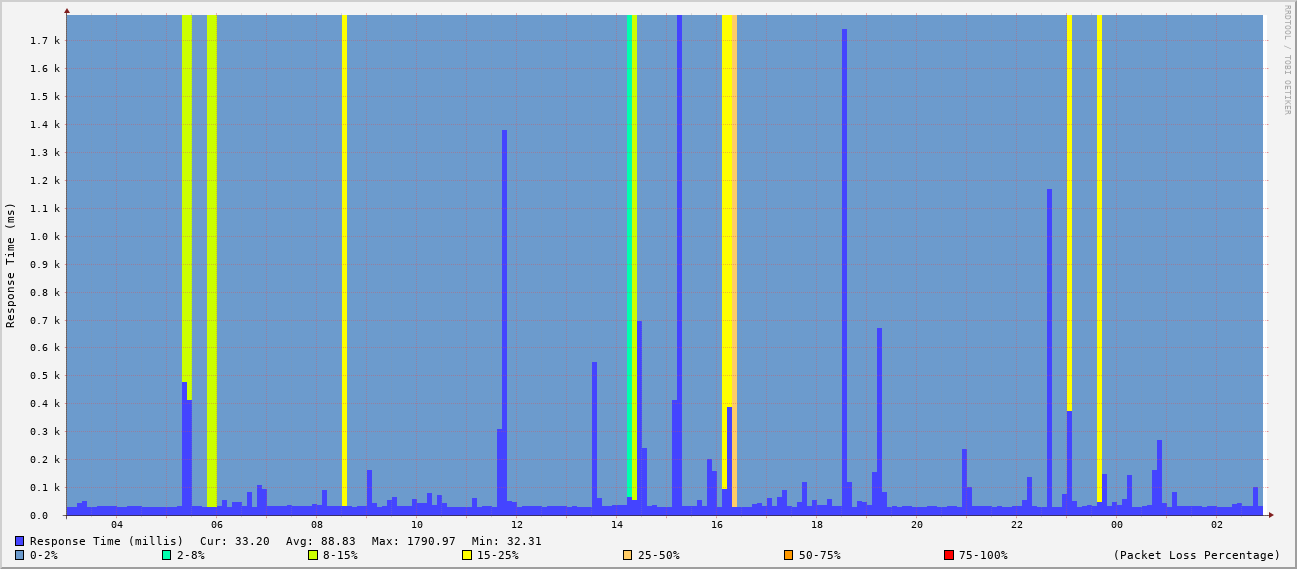 RRDTOOL / TOBI OETIKER
Response Time (ms)
1.7 k
1.6 k
1.5 k
1.4 k
1.3 k
1.2 k
1.1 k
1.0 k
0.9 k
0.8 k
0.7 k
0.6 k
0.5 k
0.4 k
0.3 k
0.2 k
0.1 k
0.0
04 06 08 10 12 14 16 18 20 22 00 02
Response Time (millis) Cur: 33.20 Avg: 88.83 Max: 1790.97 Min: 32.31
0-2% 2-8% 8-15% 15-25% 25-50% 50-75% 75-100% (Packet Loss Percentage)